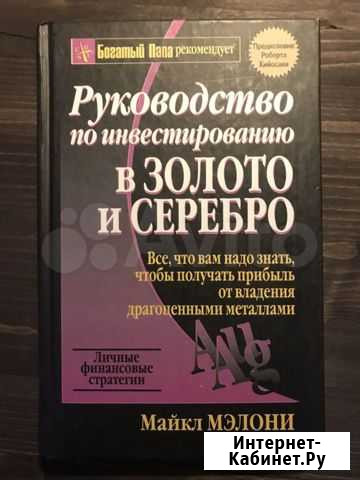 Богатый Папа рекомендует
Предисловие
Роберта
Кийосаки
Руководство
по инвестированию
в ЗОЛОТО
и СЕРЕБРО
Все, что вам надо знать,
чтобы получать прибыль
от владения
драгоценными металлами
Личные
финансовые
стратегии
Au
Ag
Майкл МЭЛОНИ
Avito
Интернет-
Кабинет.Ру